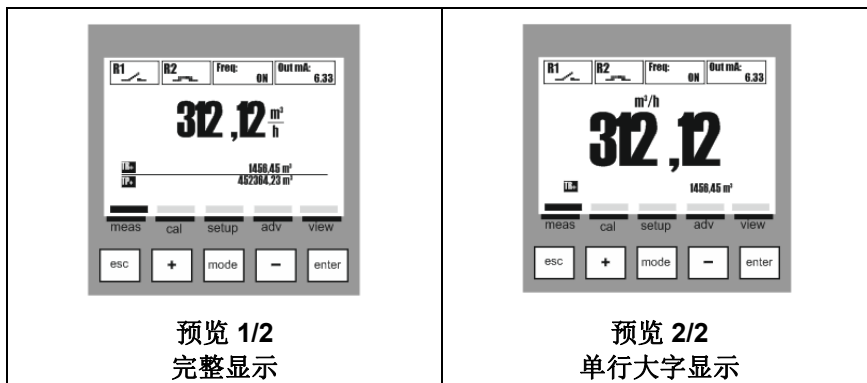 R1 R2 Freq: ON Out mA: 6.33
312,12 m³/h
1456,45 m³
452364,23 m³
meas cal setup adv view
esc + mode - enter
预览 1/2
完整显示
R1 R2 Freq: ON Out mA: 6.33
m³/h
312,12
1456,45 m³
meas cal setup adv view
esc + mode - enter
预览 2/2
单行大字显示